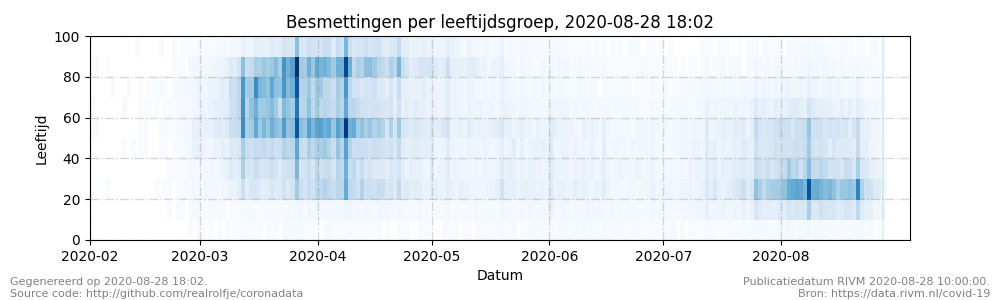 Besmettingen per leeftijdsgroep, 2020-08-28 18:02
100
80
60
40
20
0
Leeftijd
2020-02 2020-03 2020-04 2020-05 2020-06 2020-07 2020-08
Datum
Gegenereerd op 2020-08-28 18:02.
Source code: http://github.com/realrolfje/coronadata
Publicatiedatum RIVM 2020-08-28 10:00:00.
Bron: https://data.rivm.nl/covid-19